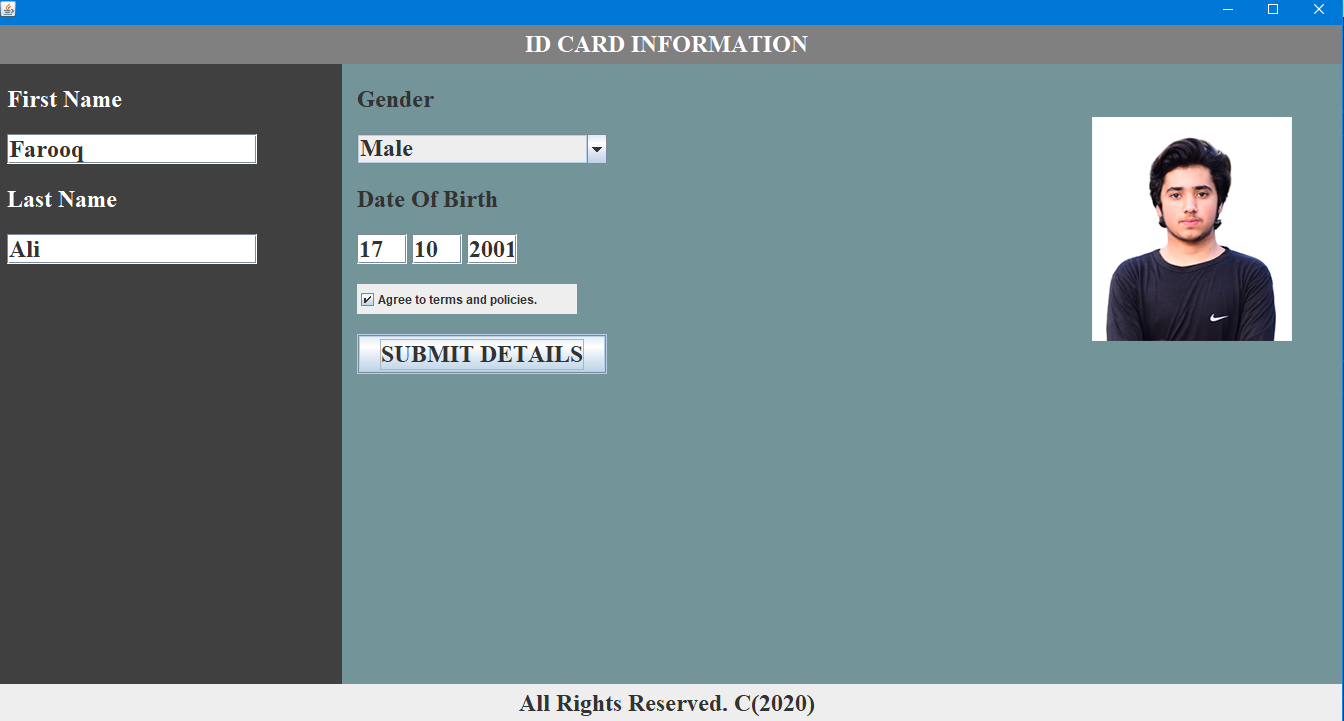 ID CARD INFORMATION
First Name
Farooq
Last Name
Ali
Gender
Male
Date Of Birth
17 10 2001
Agree to terms and policies.
SUBMIT DETAILS
All Rights Reserved. C(2020)